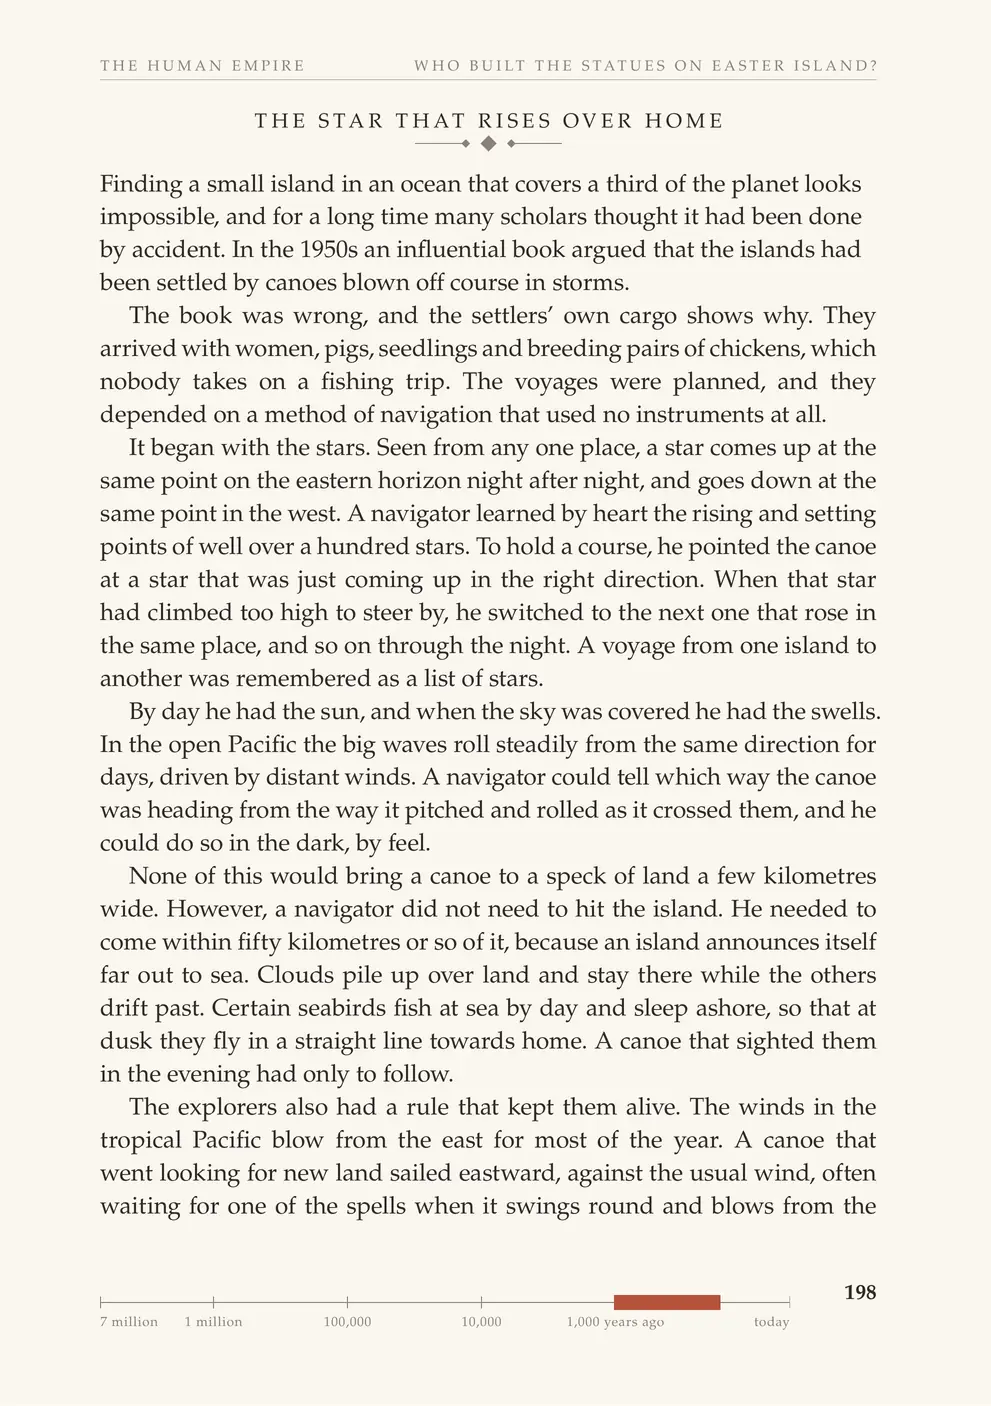 THE HUMAN EMPIRE
WHO BUILT THE STATUES ON EASTER ISLAND?
THE STAR THAT RISES OVER HOME
Finding a small island in an ocean that covers a third of the planet looks
impossible, and for a long time many scholars thought it had been done
by accident. In the 1950s an influential book argued that the islands had
been settled by canoes blown off course in storms.
The book was wrong, and the settlers’ own cargo shows why. They
arrived with women, pigs, seedlings and breeding pairs of chickens, which
nobody takes on a fishing trip. The voyages were planned, and they
depended on a method of navigation that used no instruments at all.
It began with the stars. Seen from any one place, a star comes up at the
same point on the eastern horizon night after night, and goes down at the
same point in the west. A navigator learned by heart the rising and setting
points of well over a hundred stars. To hold a course, he pointed the canoe
at a star that was just coming up in the right direction. When that star
had climbed too high to steer by, he switched to the next one that rose in
the same place, and so on through the night. A voyage from one island to
another was remembered as a list of stars.
By day he had the sun, and when the sky was covered he had the swells.
In the open Pacific the big waves roll steadily from the same direction for
days, driven by distant winds. A navigator could tell which way the canoe
was heading from the way it pitched and rolled as it crossed them, and he
could do so in the dark, by feel.
None of this would bring a canoe to a speck of land a few kilometres
wide. However, a navigator did not need to hit the island. He needed to
come within fifty kilometres or so of it, because an island announces itself
far out to sea. Clouds pile up over land and stay there while the others
drift past. Certain seabirds fish at sea by day and sleep ashore, so that at
dusk they fly in a straight line towards home. A canoe that sighted them
in the evening had only to follow.
The explorers also had a rule that kept them alive. The winds in the
tropical Pacific blow from the east for most of the year. A canoe that
went looking for new land sailed eastward, against the usual wind, often
waiting for one of the spells when it swings round and blows from the
198
7 million
1 million
100,000
10,000
1,000 years ago
today